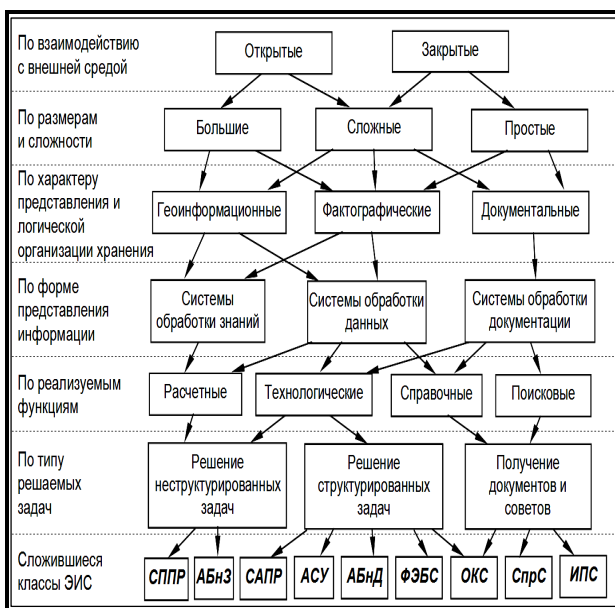 По взаимодействию
с внешней средой
Открытые
Закрытые
По размерам
и сложности
Большие
Сложные
Простые
По характеру
представления и
логической
организации хранения
Геоинформационные
Фактографические
Документальные
По форме
представления
информации
Системы
обработки знаний
Системы обработки
данных
Системы обработки
документации
По реализуемым
функциям
Расчетные
Технологические
Справочные
Поисковые
По типу
решаемых
задач
Решение
неструктурированных
задач
Решение
структурированных
задач
Получение
документов и
советов
Сложившиеся
классы ЭИС
СППР
АБнЗ
САПР
АСУ
АБнД
ФЭБС
ОКС
СпрС
ИПС